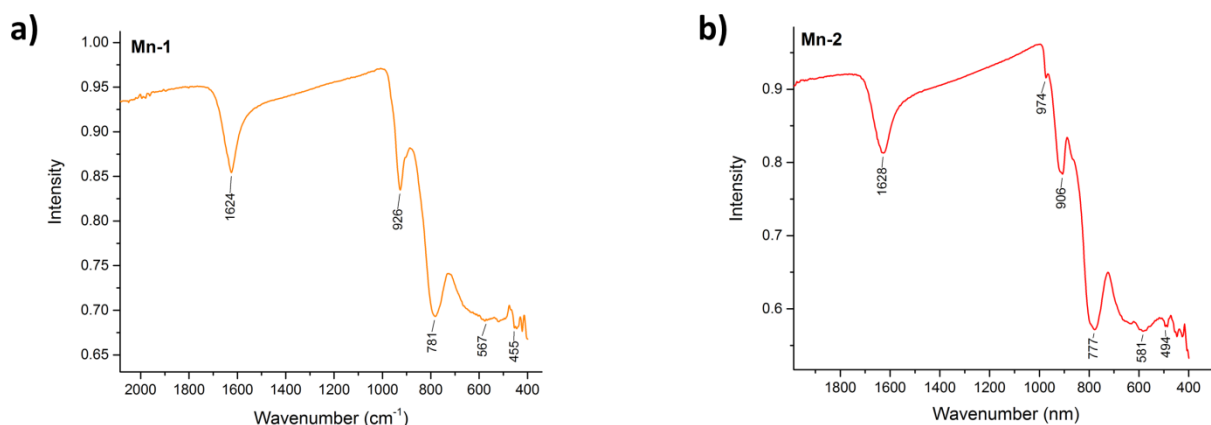 a)
Mn-1
Intensity
1.00
0.95
0.90
0.85
0.80
0.75
0.70
0.65
1624
926
781
567
455
2000 1800 1600 1400 1200 1000 800 600 400
Wavenumber (cm⁻¹)
b)
Mn-2
Intensity
0.9
0.8
0.7
0.6
1628
974
906
777
581
494
1800 1600 1400 1200 1000 800 600 400
Wavenumber (nm)